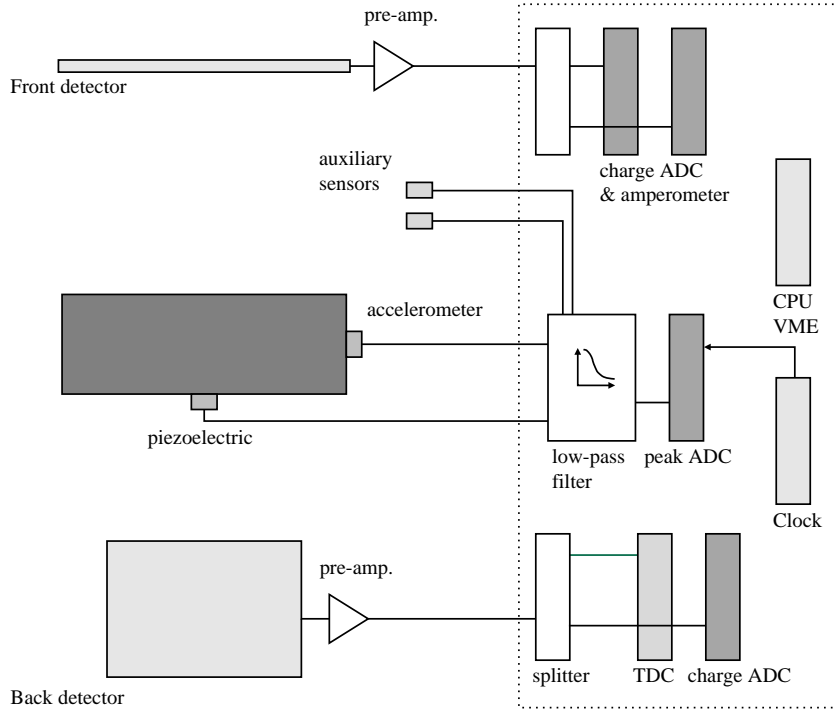 pre-amp.
Front detector
auxiliary
sensors
charge ADC
& amperometer
CPU
VME
accelerometer
piezoelectric
low-pass
filter
peak ADC
Clock
pre-amp.
Back detector
splitter
TDC
charge ADC